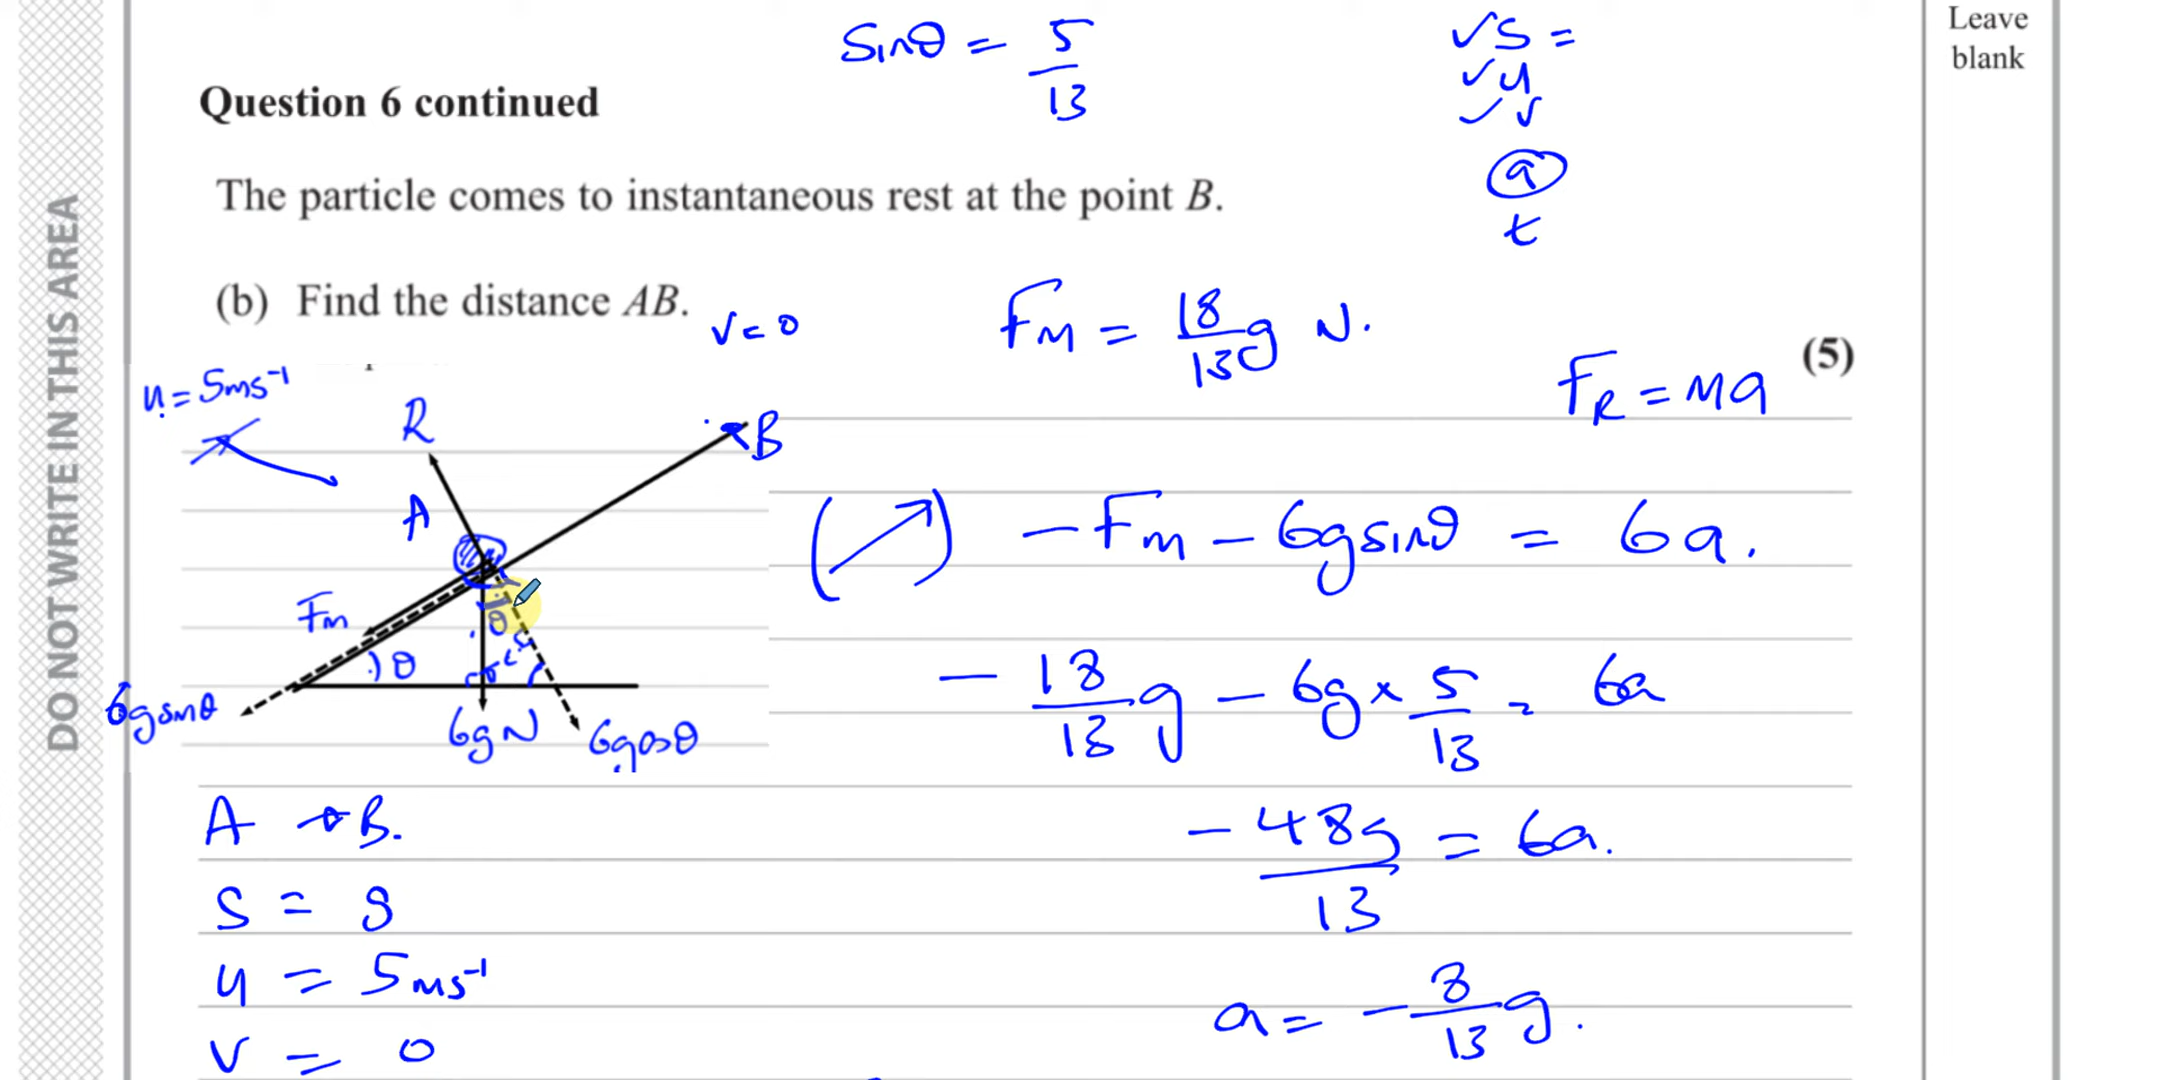 Leave
blank
DO NOT WRITE IN THIS AREA
Sinθ = 5/13
✓S =
✓u
✓v
a
t
Question 6 continued
The particle comes to instantaneous rest at the point B.
(b) Find the distance AB.
v = 0
F_M = 18/13 g N.
(5)
F_R = ma
u = 5ms⁻¹
R
B
A
(↗) -F_M - 6g sinθ = 6a.
F_M
θ
θ
6g sinθ
6gN
6g cosθ
- 18/13 g - 6g × 5/13 = 6a
A → B.
-48g/13 = 6a.
S = S
u = 5ms⁻¹
a = - 8/13 g.
v = 0